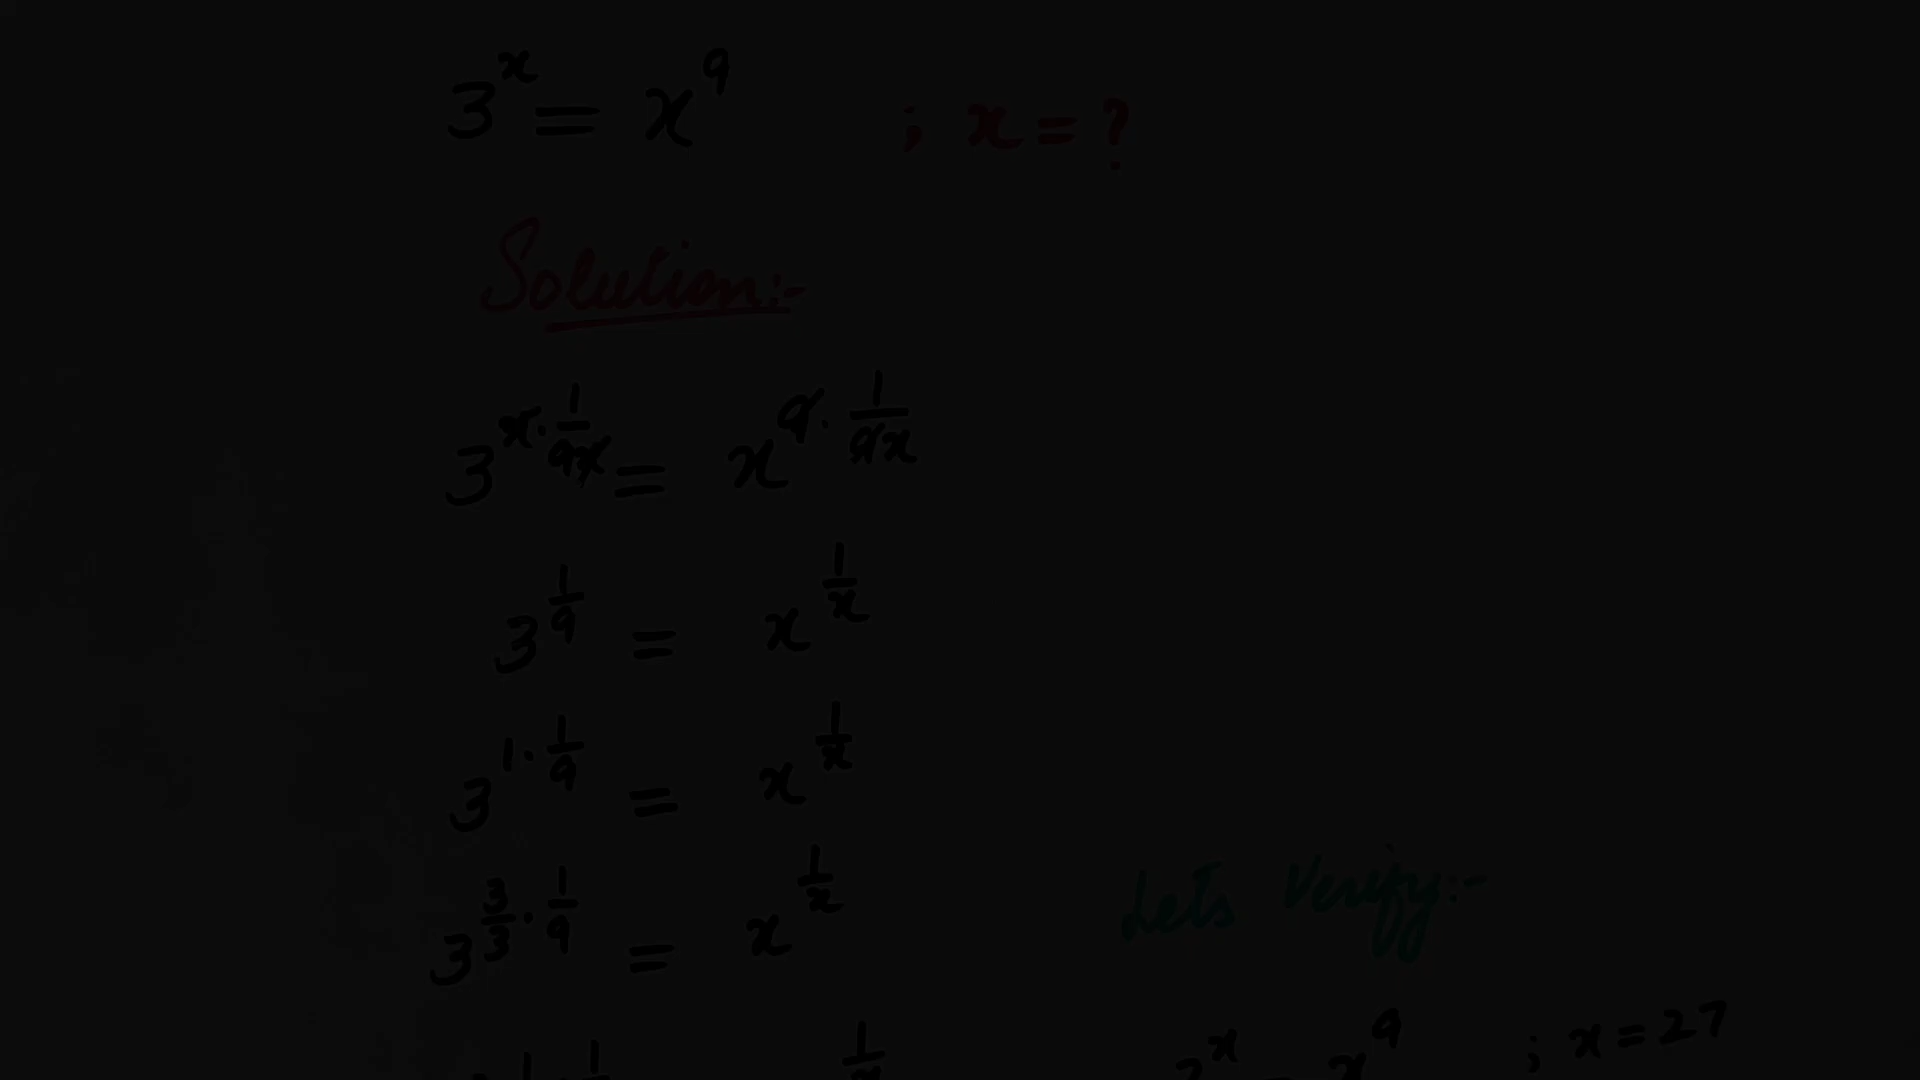 3^x = x^9 ; x = ?
Solution:-
3^{x · 1/9x} = x^{9 · 1/9x}
3^{1/9} = x^{1/x}
3^{1 · 1/9} = x^{1/x}
3^{3/3 · 1/9} = x^{1/x}
Lets Verify:-
3^x = x^9 ; x = 27